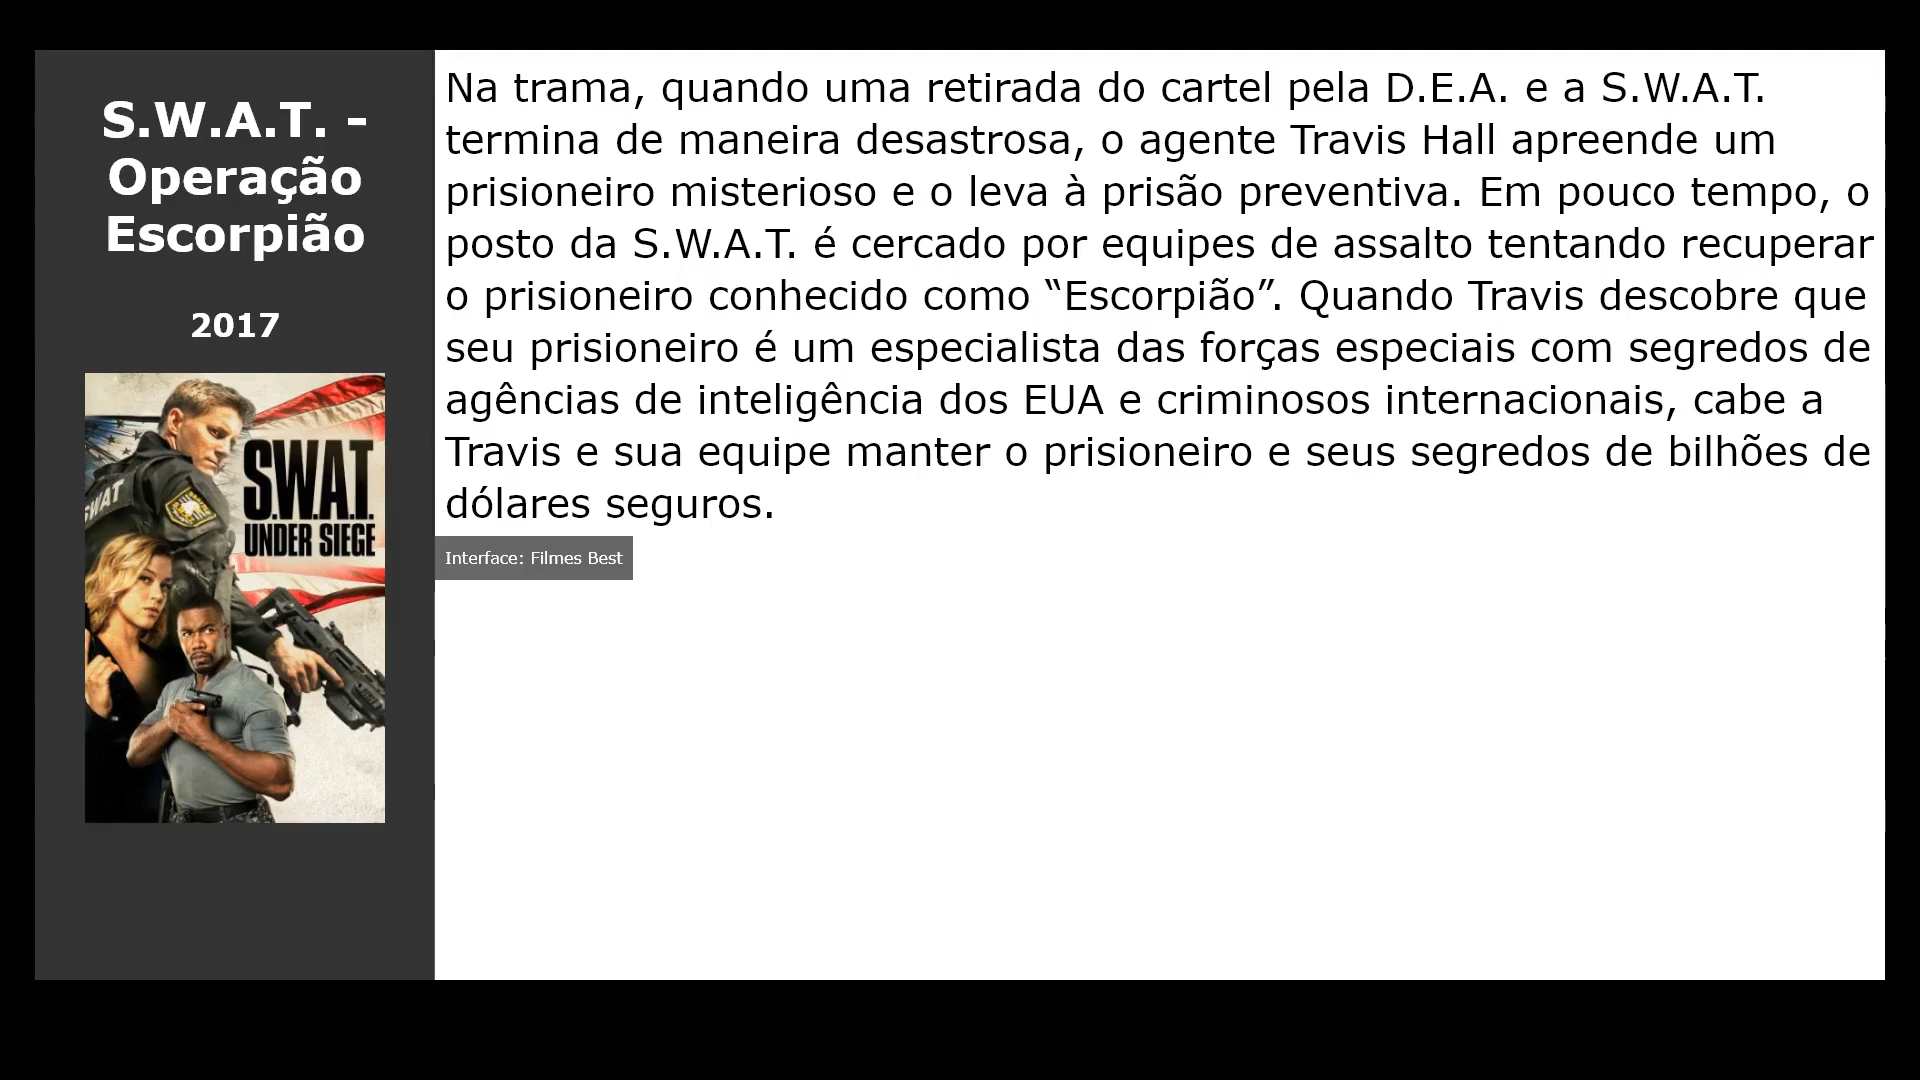 S.W.A.T. -
Operação
Escorpião
2017
SWAT
S.W.A.T.
UNDER SIEGE
Na trama, quando uma retirada do cartel pela D.E.A. e a S.W.A.T.
termina de maneira desastrosa, o agente Travis Hall apreende um
prisioneiro misterioso e o leva à prisão preventiva. Em pouco tempo, o
posto da S.W.A.T. é cercado por equipes de assalto tentando recuperar
o prisioneiro conhecido como “Escorpião”. Quando Travis descobre que
seu prisioneiro é um especialista das forças especiais com segredos de
agências de inteligência dos EUA e criminosos internacionais, cabe a
Travis e sua equipe manter o prisioneiro e seus segredos de bilhões de
dólares seguros.
Interface: Filmes Best